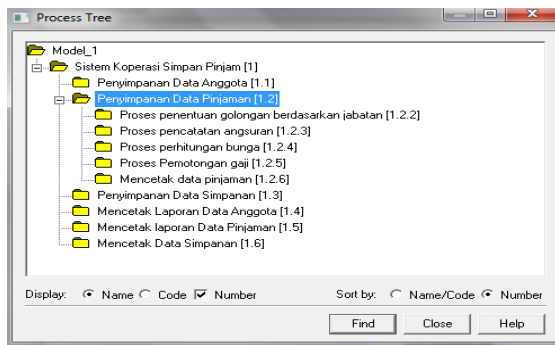 Process Tree
Model_1
Sistem Koperasi Simpan Pinjam [1]
Penyimpanan Data Anggota [1.1]
Penyimpanan Data Pinjaman [1.2]
Proses penentuan golongan berdasarkan jabatan [1.2.2]
Proses pencatatan angsuran [1.2.3]
Proses perhitungan bunga [1.2.4]
Proses Pemotongan gaji [1.2.5]
Mencetak data pinjaman [1.2.6]
Penyimpanan Data Simpanan [1.3]
Mencetak Laporan Data Anggota [1.4]
Mencetak laporan Data Pinjaman [1.5]
Mencetak Data Simpanan [1.6]
Display: Name Code Number Sort by: Name/Code Number
Find Close Help